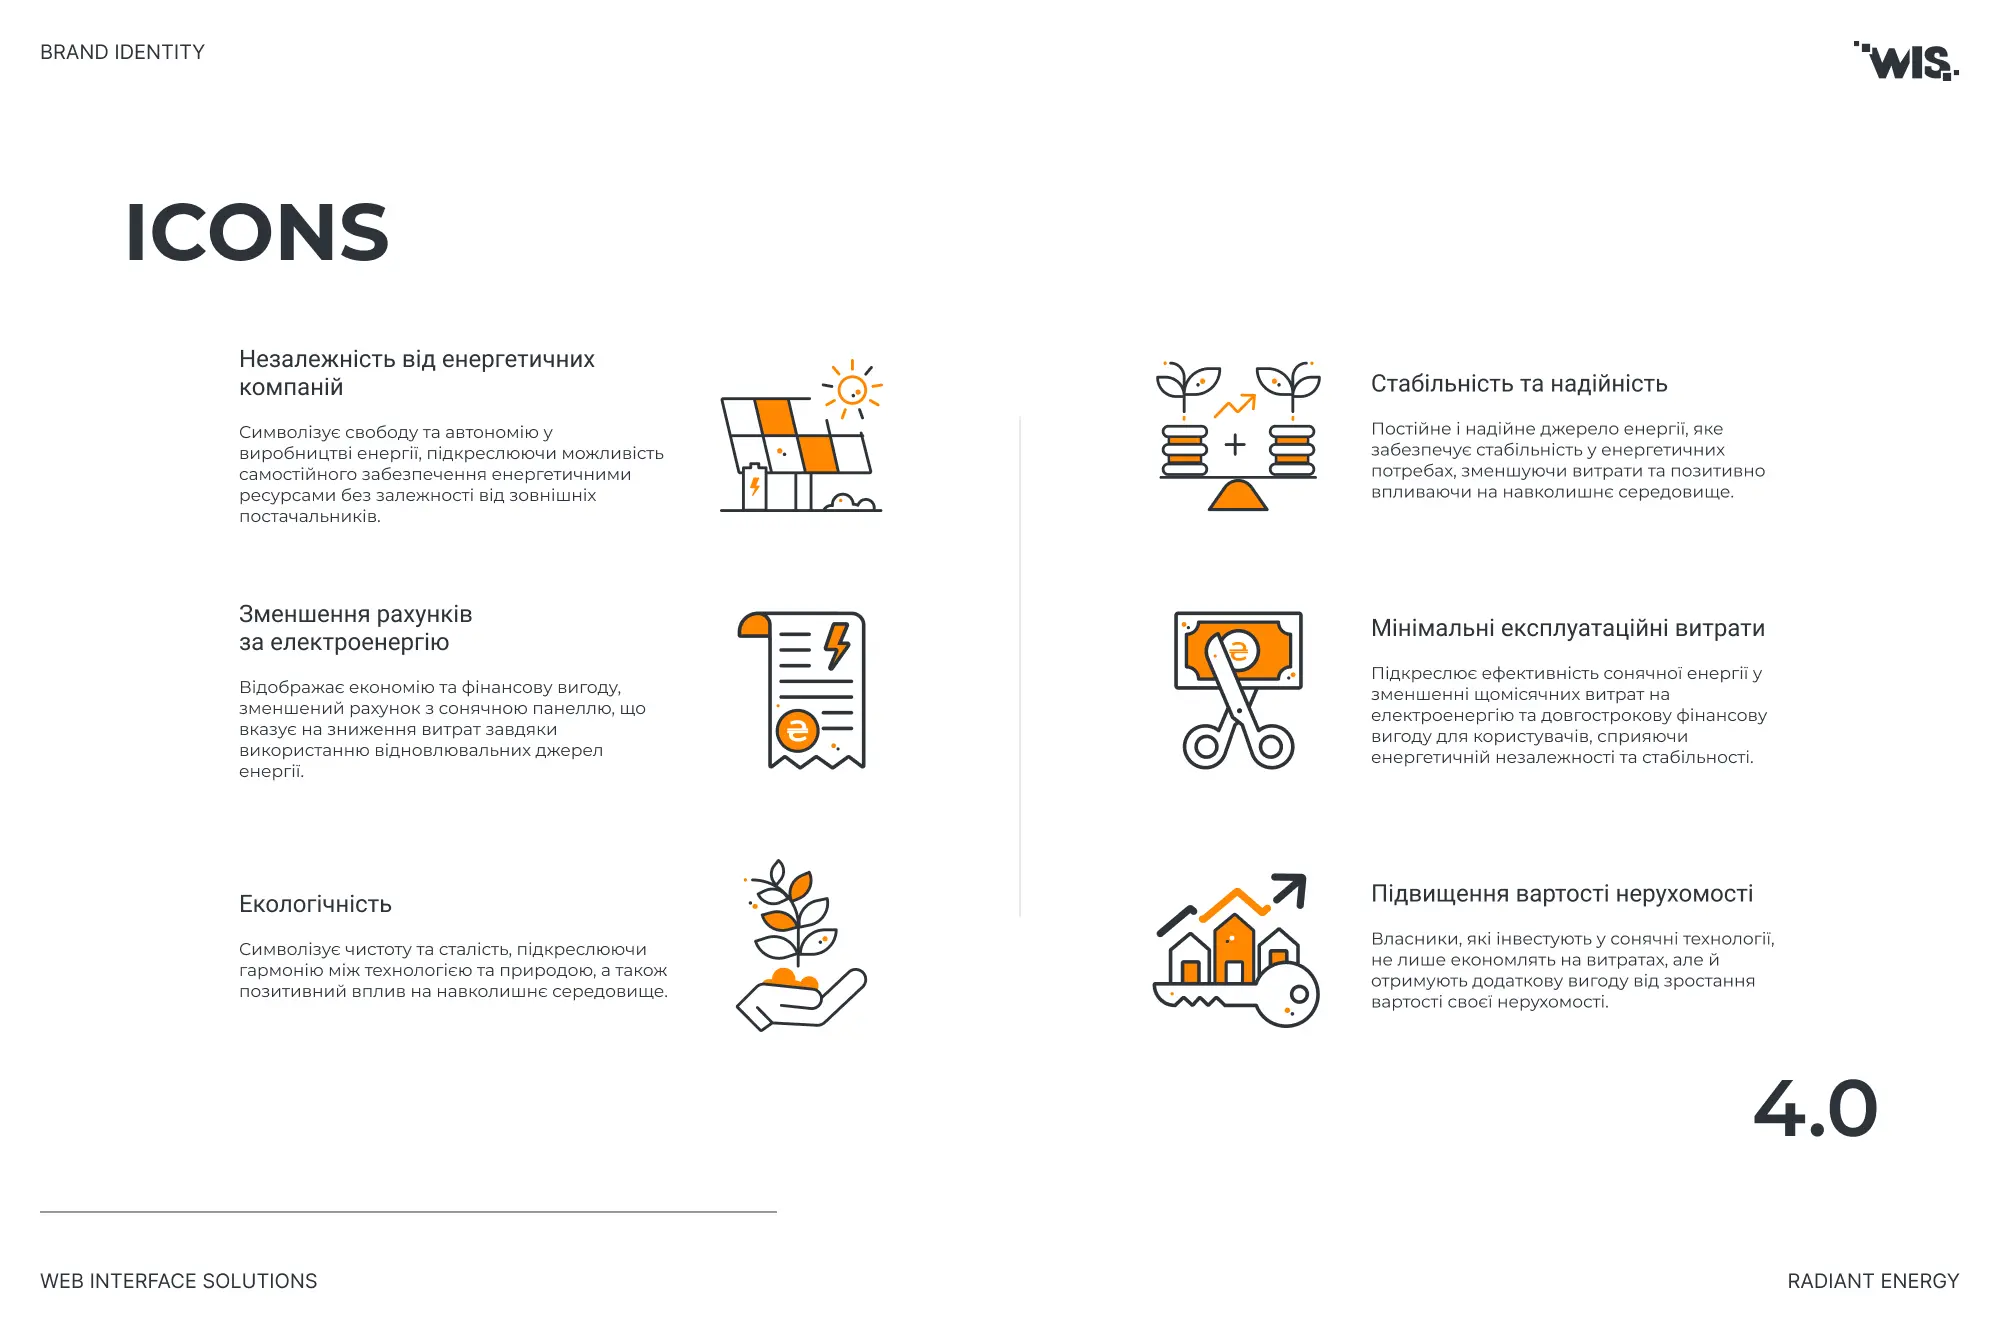 BRAND IDENTITY
WIS
ICONS
Незалежність від енергетичних
компаній
Символізує свободу та автономію у
виробництві енергії, підкреслюючи можливість
самостійного забезпечення енергетичними
ресурсами без залежності від зовнішніх
постачальників.
Зменшення рахунків
за електроенергію
Відображає економію та фінансову вигоду,
зменшений рахунок з сонячною панеллю, що
вказує на зниження витрат завдяки
використанню відновлювальних джерел
енергії.
₴
Екологічність
Символізує чистоту та сталість, підкреслюючи
гармонію між технологією та природою, а також
позитивний вплив на навколишнє середовище.
Стабільність та надійність
Постійне і надійне джерело енергії, яке
забезпечує стабільність у енергетичних
потребах, зменшуючи витрати та позитивно
впливаючи на навколишнє середовище.
₴
Мінімальні експлуатаційні витрати
Підкреслює ефективність сонячної енергії у
зменшенні щомісячних витрат на
електроенергію та довгострокову фінансову
вигоду для користувачів, сприяючи
енергетичній незалежності та стабільності.
Підвищення вартості нерухомості
Власники, які інвестують у сонячні технології,
не лише економлять на витратах, але й
отримують додаткову вигоду від зростання
вартості своєї нерухомості.
4.0
WEB INTERFACE SOLUTIONS
RADIANT ENERGY